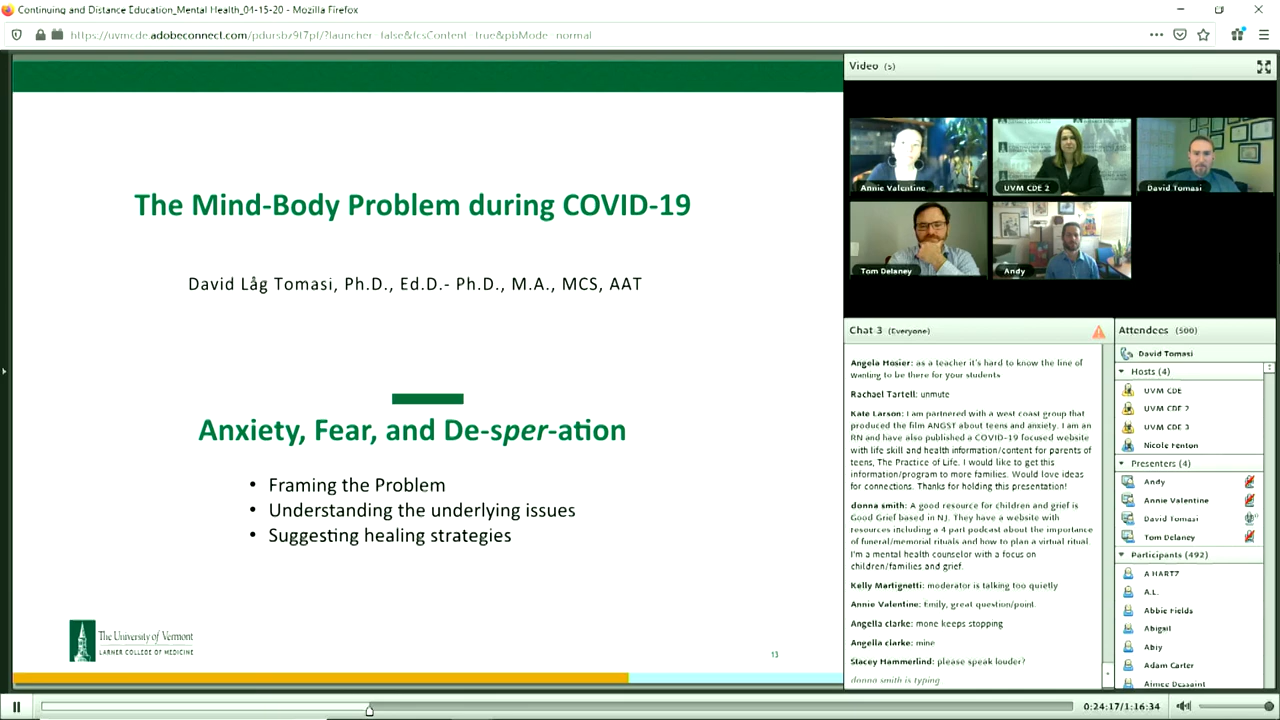 Continuing and Distance Education_Mental Health_04-15-20 - Mozilla Firefox
The Mind-Body Problem during COVID-19
David Låg Tomasi, Ph.D., Ed.D.- Ph.D., M.A., MCS, AAT
Anxiety, Fear, and De-sper-ation
• Framing the Problem
• Understanding the underlying issues
• Suggesting healing strategies
The University of Vermont
LARNER COLLEGE OF MEDICINE
13
Video (5)
Annie Valentine
UVM CDE 2
David Tomasi
Tom Delaney
Andy
Chat 3 (Everyone)
Angela Hosier: as a teacher it's hard to know the line of
wanting to be there for your students
Rachael Tartell: unmute
Kate Larson: I am partnered with a west coast group that
produced the film ANGST about teens and anxiety. I am an
RN and have also published a COVID-19 focused website
with life skill and health information/content for parents of
teens, The Practice of Life. I would like to get this
information/program to more families. Would love ideas
for connections. Thanks for holding this presentation!
donna smith: A good resource for children and grief is
Good Grief based in NJ. They have a website with
resources including a 4 part podcast about the importance
of funeral/memorial rituals and how to plan a virtual ritual
I'm a mental health counselor with a focus on
children/families and grief.
Kelly Martignetti: moderator is talking too quietly
Annie Valentine: Emily, great question/point.
Angella clarke: mone keeps stopping
Angella clarke: mine
Stacey Hammerlind: please speak louder?
donna smith is typing
Attendees (500)
David Tomasi
Hosts (4)
UVM CDE
UVM CDE 2
UVM CDE 3
Nicole Fenton
Presenters (4)
Andy
Annie Valentine
David Tomasi
Tom Delaney
Participants (492)
A HARTZ
A.L.
Abbie Fields
Abigail
Abry
Adam Carter
Aimee Dessaint
0:24:17/1:16:34